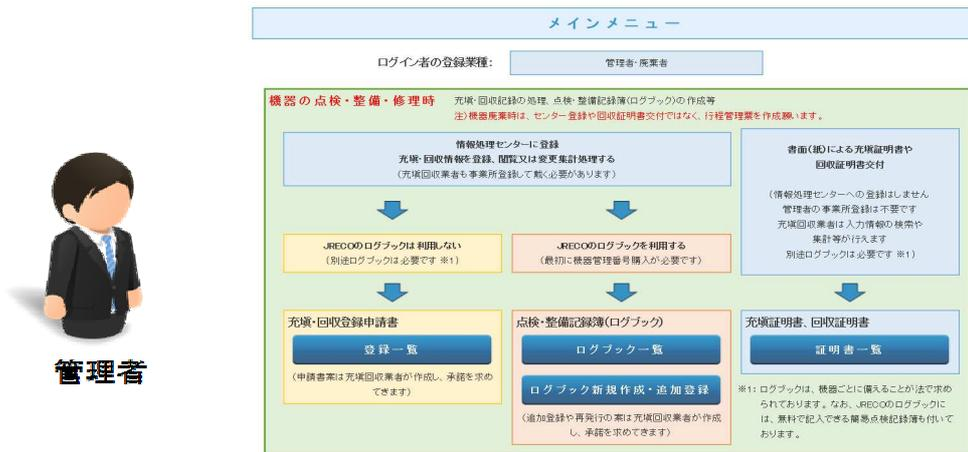 メインメニュー
ログイン者の登録業種:
管理者・廃業者
機器の点検・整備・修理時
充填・回収記録の処理、点検・整備記録簿(ログブック)の作成等
注)機器廃業時は、センター登録や回収証明書交付ではなく、行程管理票を作成願います。
情報処理センターに登録
充填・回収情報を登録、閲覧又は変更集計処理する
(充填回収業者も事業所登録して戴く必要があります)
書面(紙)による充填証明書や
回収証明書交付
(情報処理センターへの登録はしません
管理者の事業所登録は不要です
充填回収業者は入力情報の検索や
集計等が行えます
別途ログブックは必要です ※1)
JRECOのログブックは利用しない
(別途ログブックは必要です ※1)
JRECOのログブックを利用する
(最初に機器管理番号購入が必要です)
充填・回収登録申請書
登録一覧
(申請書案は充填回収業者が作成し、承諾を求め
てきます)
点検・整備記録簿(ログブック)
ログブック一覧
ログブック新規作成・追加登録
(追加登録や再発行の案は充填回収業者が作成
し、承諾を求めてきます)
充填証明書、回収証明書
証明書一覧
※1: ログブックは、機器ごとに備えることが法で求め
られております。なお、JRECOのログブックに
は、無料で記入できる簡易点検記録簿も付いて
おります。
管理者